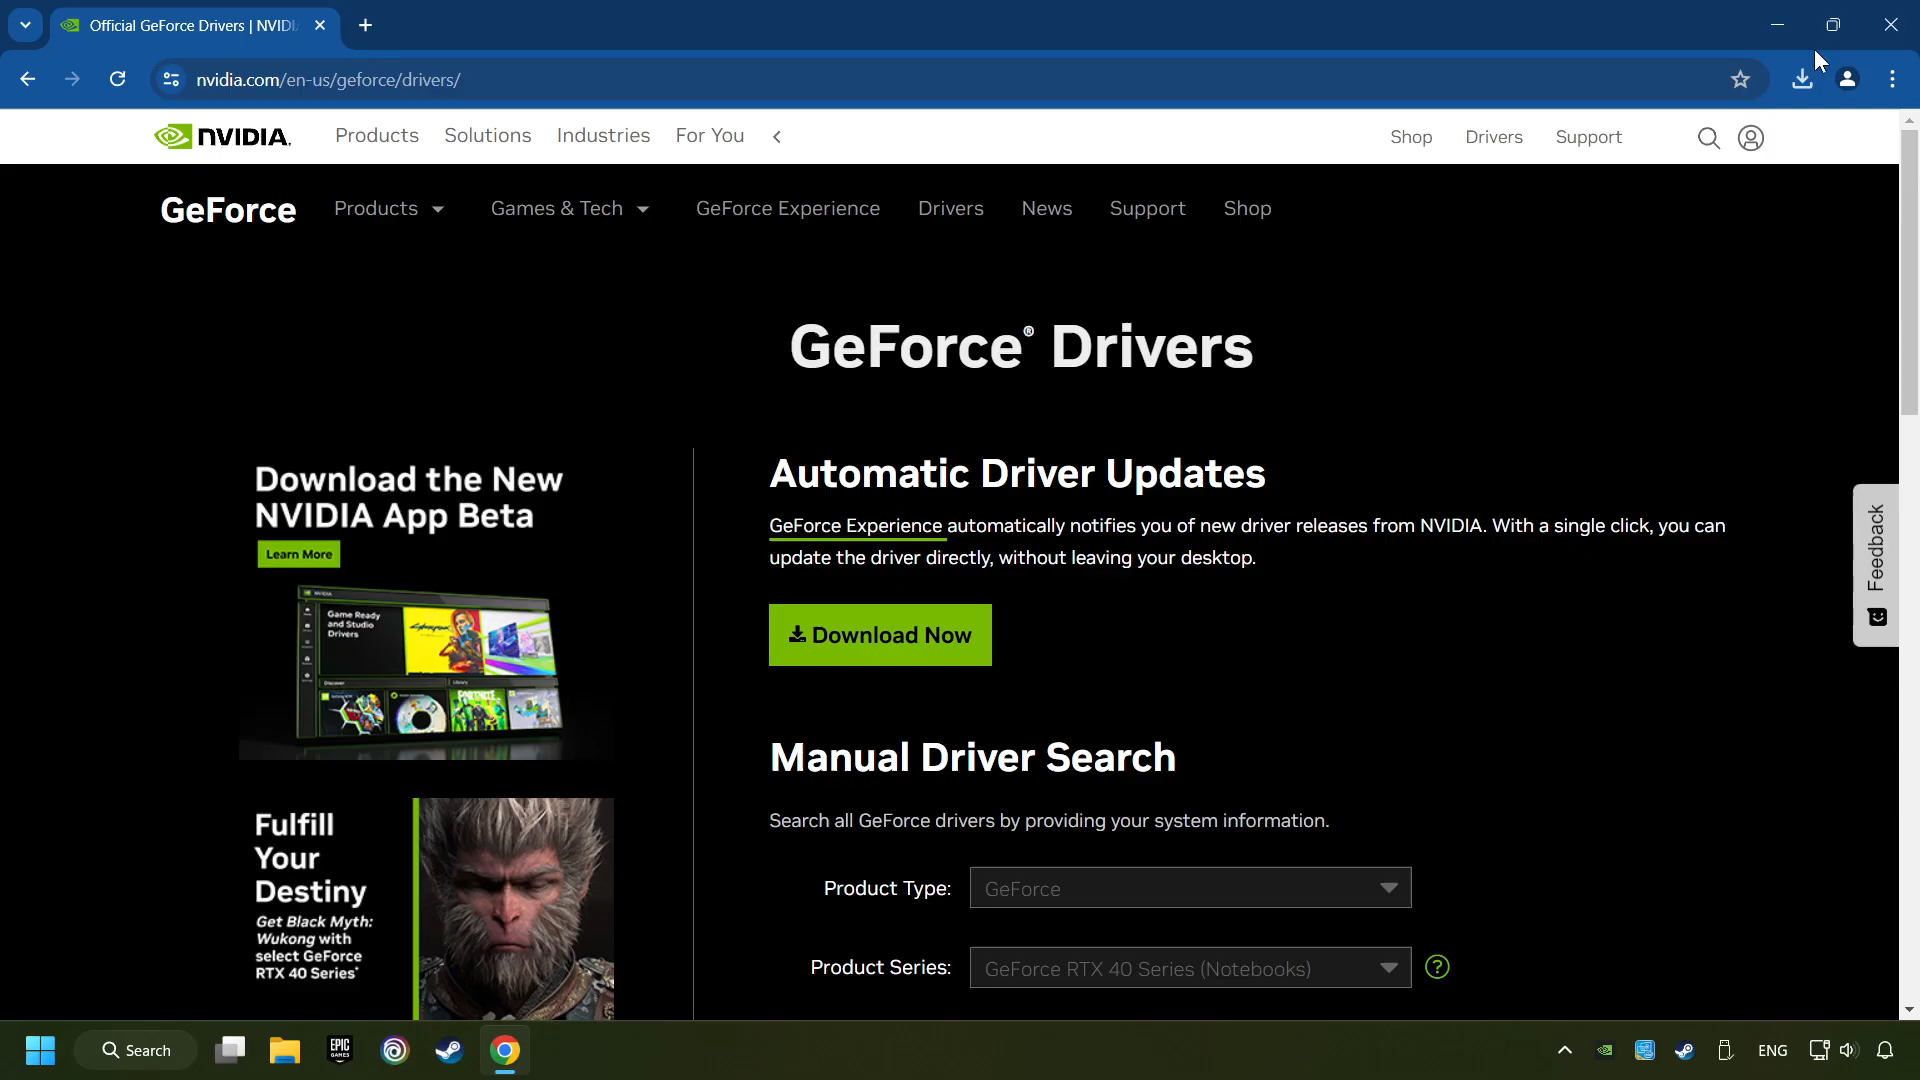 Official GeForce Drivers | NVIDI
nvidia.com/en-us/geforce/drivers/
NVIDIA.
Products
Solutions
Industries
For You
Shop
Drivers
Support
GeForce
Products
Games & Tech
GeForce Experience
Drivers
News
Support
Shop
GeForce® Drivers
Download the New
NVIDIA App Beta
Learn More
NVIDIA
Game Ready
and Studio
Drivers
Discover
Library
FORTNITE
Fulfill
Your
Destiny
Get Black Myth:
Wukong with
select GeForce
RTX 40 Series*
Automatic Driver Updates
GeForce Experience automatically notifies you of new driver releases from NVIDIA. With a single click, you can
update the driver directly, without leaving your desktop.
Download Now
Manual Driver Search
Search all GeForce drivers by providing your system information.
Product Type:
GeForce
Product Series:
GeForce RTX 40 Series (Notebooks)
?
Feedback
Search
EPIC
GAMES
ENG